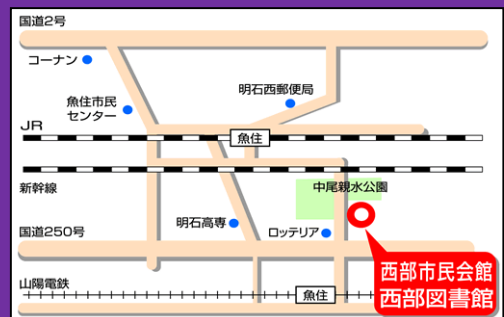 国道2号
コーナン
明石西郵便局
魚住市民
センター
JR
魚住
新幹線
中尾親水公園
明石高専
ロッテリア
国道250号
西部市民会館
西部図書館
山陽電鉄
魚住